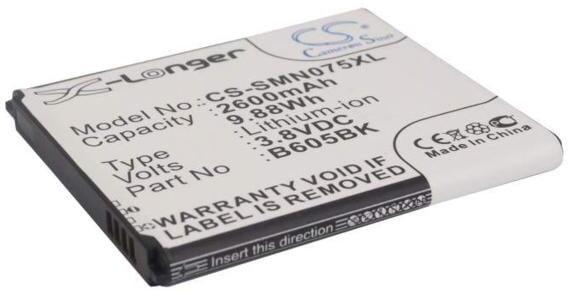 X-Longer
CS
Cameron Sino
Model No. CS-SMN075XL
Capacity 2600mAh
9.88Wh
Type Lithium-ion
Volts 3.8VDC
Part No B605BK
WARRANTY VOID IF
LABEL IS REMOVED
Made in China
Insert this direction